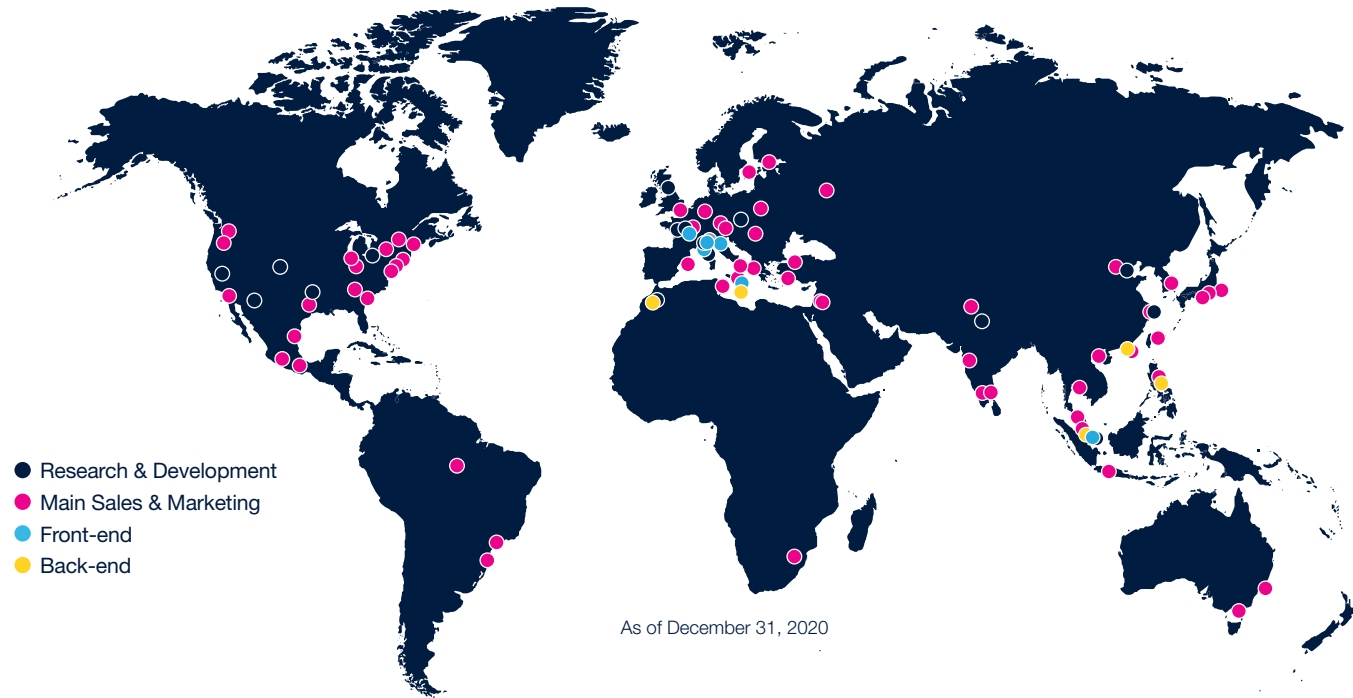 Research & Development
Main Sales & Marketing
Front-end
Back-end
As of December 31, 2020